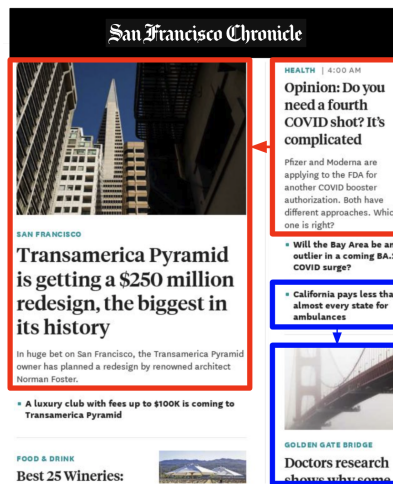 San Francisco Chronicle
SAN FRANCISCO
Transamerica Pyramid
is getting a $250 million
redesign, the biggest in
its history
In huge bet on San Francisco, the Transamerica Pyramid
owner has planned a redesign by renowned architect
Norman Foster.
A luxury club with fees up to $100K is coming to
Transamerica Pyramid
FOOD & DRINK
Best 25 Wineries:
HEALTH | 4:00 AM
Opinion: Do you
need a fourth
COVID shot? It's
complicated
Pfizer and Moderna are
applying to the FDA for
another COVID booster
authorization. Both have
different approaches.
one is right?
Will the Bay Area be
outlier in a coming
COVID surge?
California pays less
almost every state for
ambulances
GOLDEN GATE BRIDGE
Doctors research
shows why some